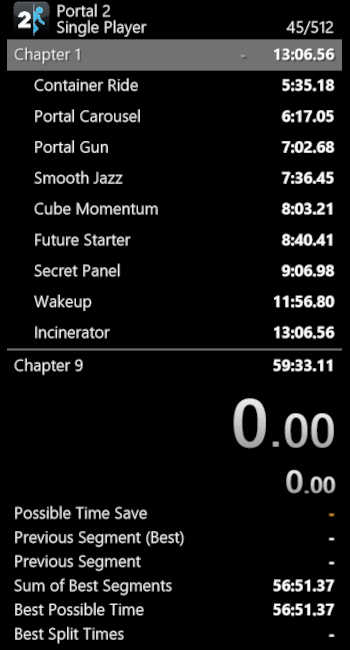 2 Portal 2
Single Player 45/512
Chapter 1 - 13:06.56
Container Ride 5:35.18
Portal Carousel 6:17.05
Portal Gun 7:02.68
Smooth Jazz 7:36.45
Cube Momentum 8:03.21
Future Starter 8:40.41
Secret Panel 9:06.98
Wakeup 11:56.80
Incinerator 13:06.56
Chapter 9 59:33.11
0.00
0.00
Possible Time Save -
Previous Segment (Best) -
Previous Segment -
Sum of Best Segments 56:51.37
Best Possible Time 56:51.37
Best Split Times -